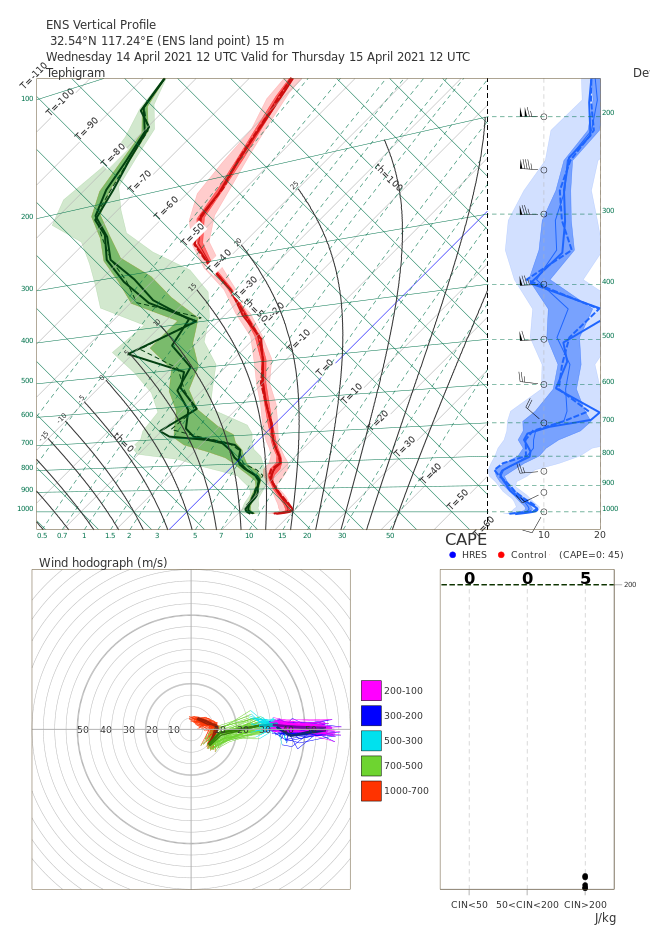 ENS Vertical Profile
32.54°N 117.24°E (ENS land point) 15 m
Wednesday 14 April 2021 12 UTC Valid for Thursday 15 April 2021 12 UTC
Tephigram
De
T=-110
T=-100
T=-90
T=-80
T=-70
T=-60
T=-50
T=-40
T=-30
T=-20
T=-10
T=0
T=10
T=20
T=30
T=40
T=50
T=60
th=0
th=50
th=100
-15
-10
-5
0
10
15
20
25
100
200
300
400
500
600
700
800
900
1000
0.5 0.7 1 1.5 2 3 5 7 10 15 20 30 50
200
300
400
500
600
700
800
900
1000
10 20
CAPE
HRES Control (CAPE=0: 45)
0 0 5
200
CIN<50 50<CIN<200 CIN>200
J/kg
Wind hodograph (m/s)
50 40 30 20 10
200-100
300-200
500-300
700-500
1000-700